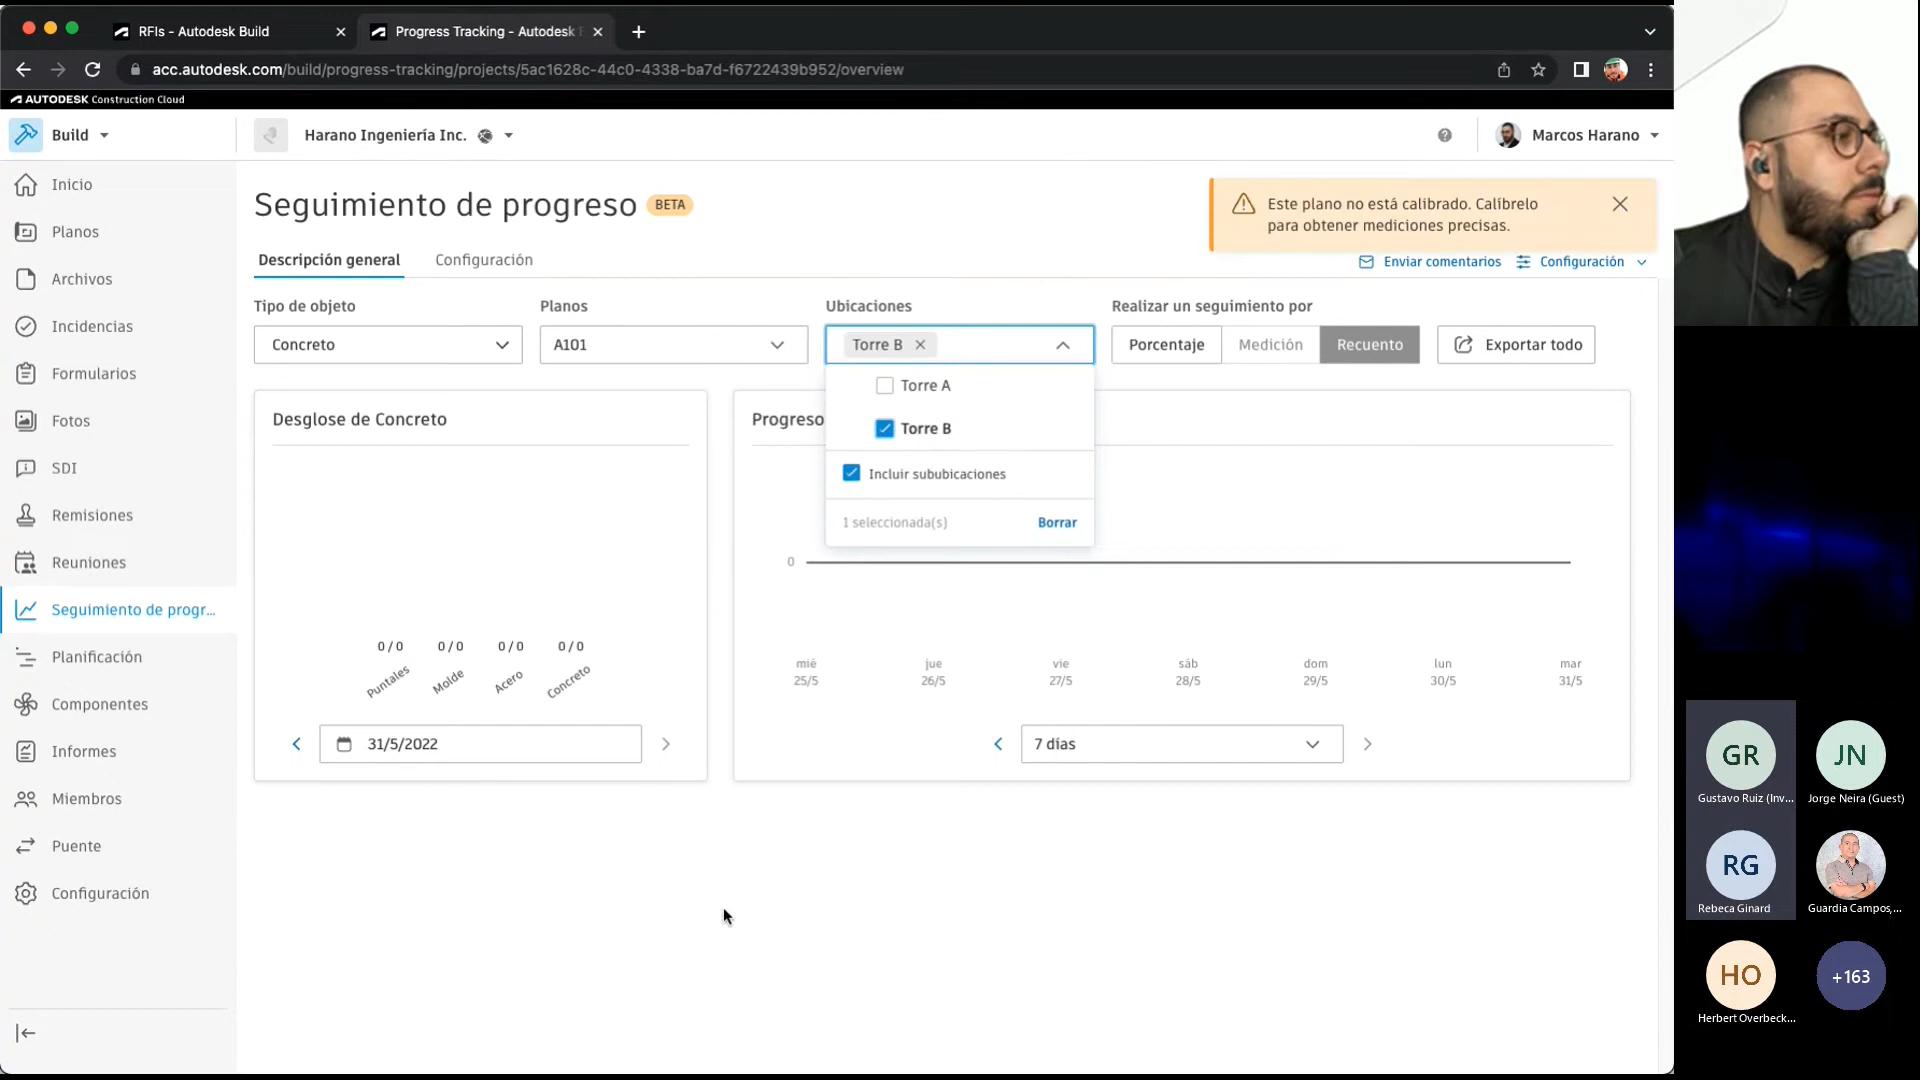 RFIs - Autodesk Build
Progress Tracking - Autodesk
acc.autodesk.com/build/progress-tracking/projects/5ac1628c-44c0-4338-ba7d-f6722439b952/overview
AUTODESK Construction Cloud
Build
Harano Ingeniería Inc.
Marcos Harano
Inicio
Planos
Archivos
Incidencias
Formularios
Fotos
SDI
Remisiones
Reuniones
Seguimiento de progr...
Planificación
Componentes
Informes
Miembros
Puente
Configuración
Seguimiento de progreso BETA
Este plano no está calibrado. Calíbrelo
para obtener mediciones precisas.
Descripción general
Configuración
Enviar comentarios
Configuración
Tipo de objeto
Concreto
Planos
A101
Ubicaciones
Torre B
Torre A
Torre B
Incluir sububicaciones
1 seleccionada(s)
Borrar
Realizar un seguimiento por
Porcentaje
Medición
Recuento
Exportar todo
Desglose de Concreto
0 / 0
0 / 0
0 / 0
0 / 0
Puntales
Molde
Acero
Concreto
31/5/2022
Progreso
0
mié
25/5
jue
26/5
vie
27/5
sáb
28/5
dom
29/5
lun
30/5
mar
31/5
7 días
GR
Gustavo Ruiz (Inv...
JN
Jorge Neira (Guest)
RG
Rebeca Ginard
Guardia Campos,...
HO
Herbert Overbeck...
+163